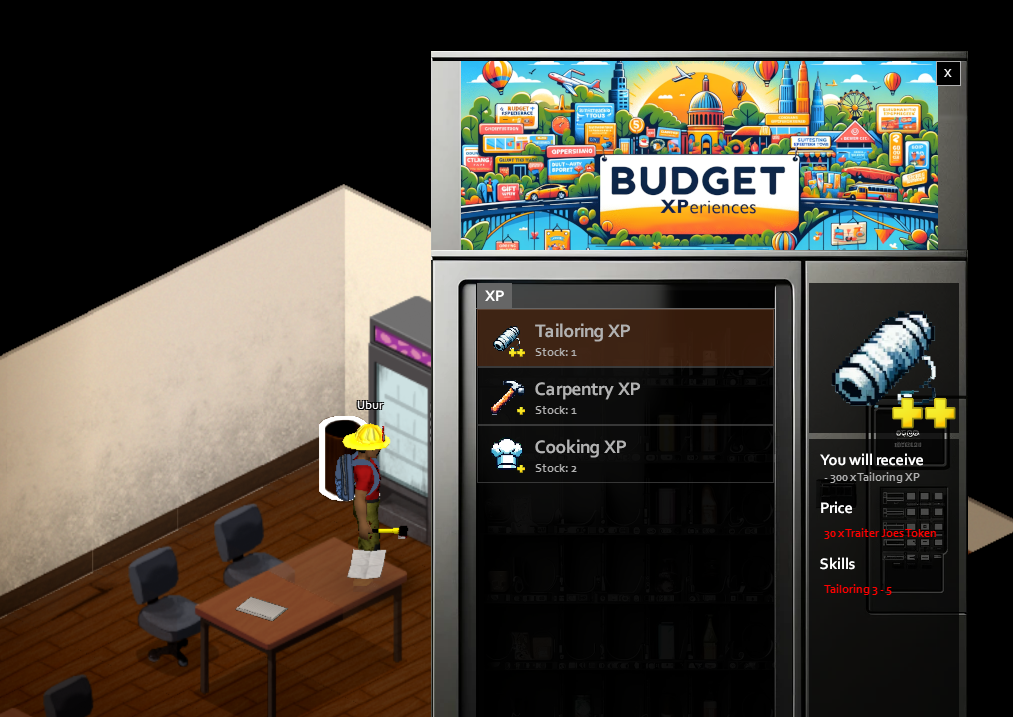 X
BUDGET
XPeriences
XP
Tailoring XP
Stock: 1
Carpentry XP
Stock: 1
Cooking XP
Stock: 2
Ubur
You will receive
- 300 x Tailoring XP
Price
30 x Traiter Joes Token
Skills
Tailoring 3 - 5